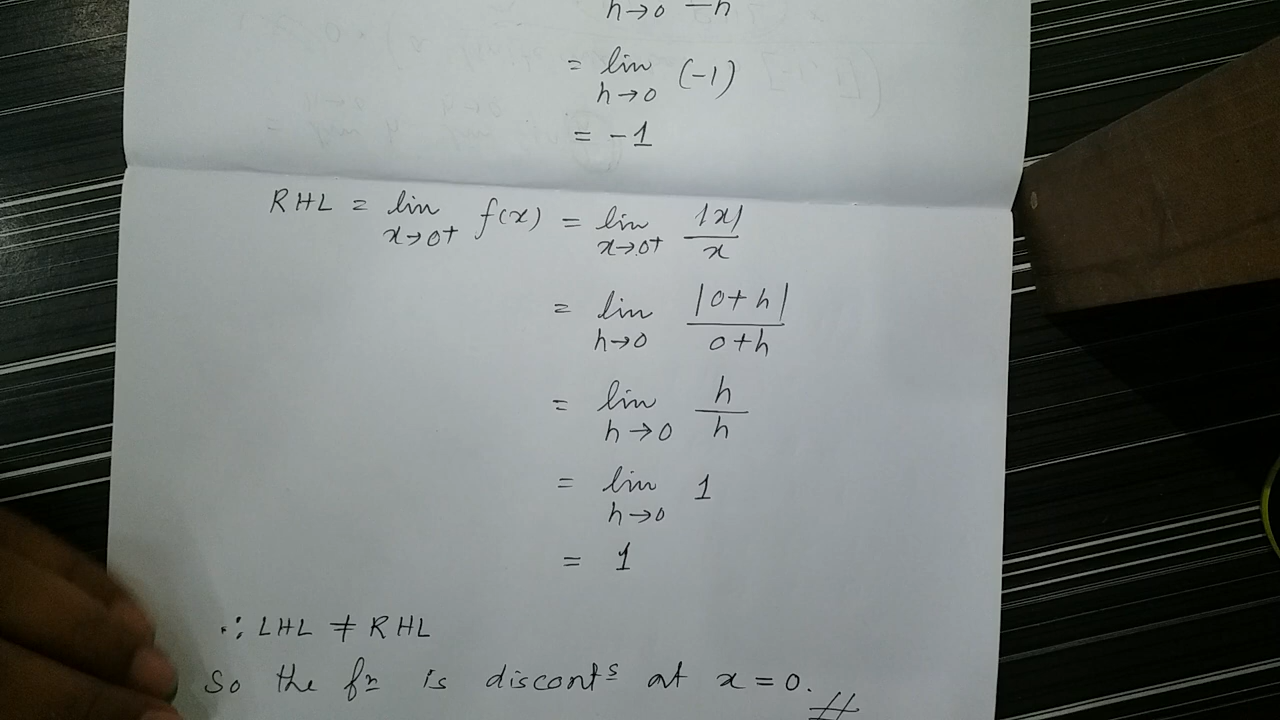 h→0 -h
= lim (-1)
h→0
= -1
RHL = lim f(x) = lim |x|
x→0+ x→0+ x
= lim |0+h|
h→0 0+h
= lim h
h→0 h
= lim 1
h→0
= 1
∴ LHL ≠ RHL
So the fn is disconts at x=0.